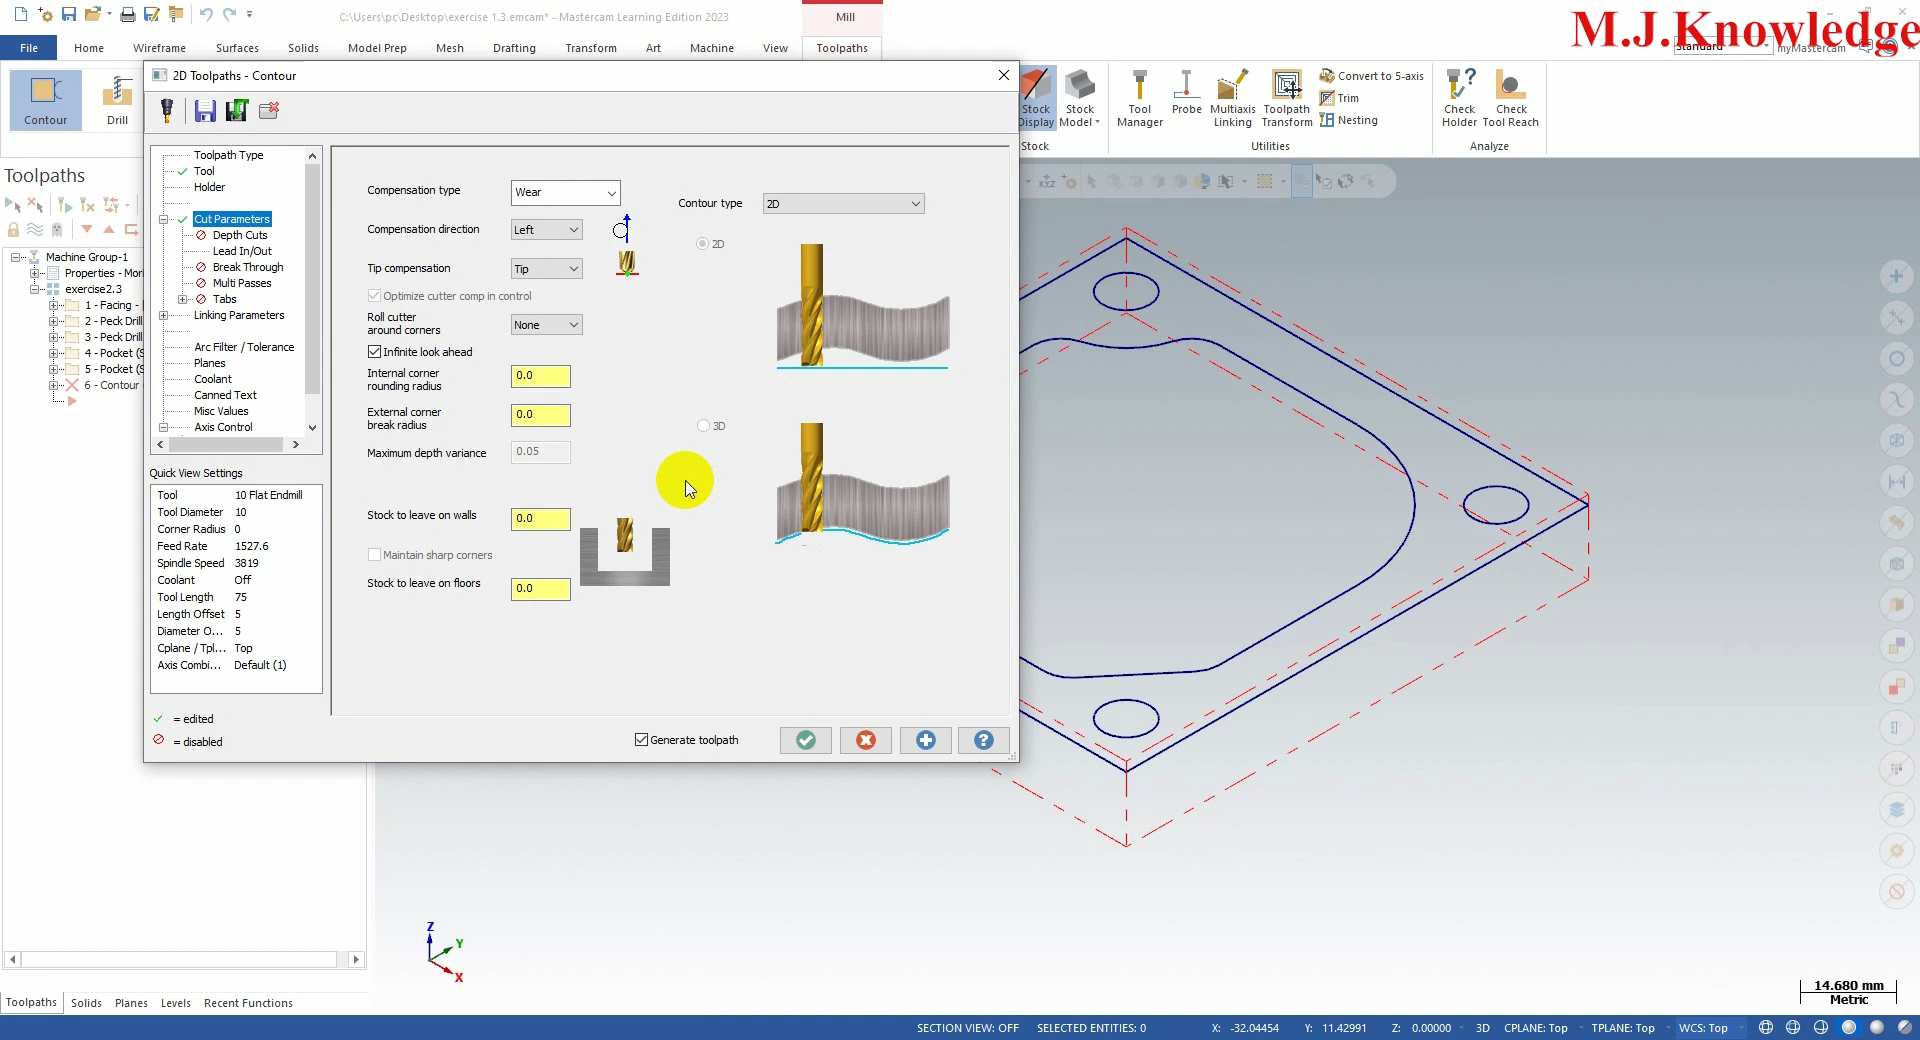 C:\Users\pc\Desktop\exercise 1.3.emcam* - Mastercam Learning Edition 2023
Mill
M.J.Knowledge
File Home Wireframe Surfaces Solids Model Prep Mesh Drafting Transform Art Machine View Toolpaths
Standard
myMastercam
2D Toolpaths - Contour
Contour
Drill
Stock Display
Stock Model
Tool Manager
Probe
Multiaxis Linking
Toolpath Transform
Convert to 5-axis
Trim
Nesting
Check Holder
Check Tool Reach
Stock
Utilities
Analyze
Toolpaths
Machine Group-1
Properties - Mori
exercise2.3
1 - Facing -
2 - Peck Drill
3 - Peck Drill
4 - Pocket (S
5 - Pocket (S
6 - Contour
Toolpath Type
Tool
Holder
Cut Parameters
Depth Cuts
Lead In/Out
Break Through
Multi Passes
Tabs
Linking Parameters
Arc Filter / Tolerance
Planes
Coolant
Canned Text
Misc Values
Axis Control
Quick View Settings
Tool 10 Flat Endmill
Tool Diameter 10
Corner Radius 0
Feed Rate 1527.6
Spindle Speed 3819
Coolant Off
Tool Length 75
Length Offset 5
Diameter O... 5
Cplane / Tpl... Top
Axis Combi... Default (1)
= edited
= disabled
Compensation type Wear
Compensation direction Left
Tip compensation Tip
Optimize cutter comp in control
Roll cutter
around corners None
Infinite look ahead
Internal corner
rounding radius 0.0
External corner
break radius 0.0
Maximum depth variance 0.05
Stock to leave on walls 0.0
Maintain sharp corners
Stock to leave on floors 0.0
Contour type 2D
2D
3D
Generate toolpath
Z
Y
X
14.680 mm
Metric
Toolpaths Solids Planes Levels Recent Functions
SECTION VIEW: OFF SELECTED ENTITIES: 0 X: -32.04454 Y: 11.42991 Z: 0.00000 3D CPLANE: Top TPLANE: Top WCS: Top